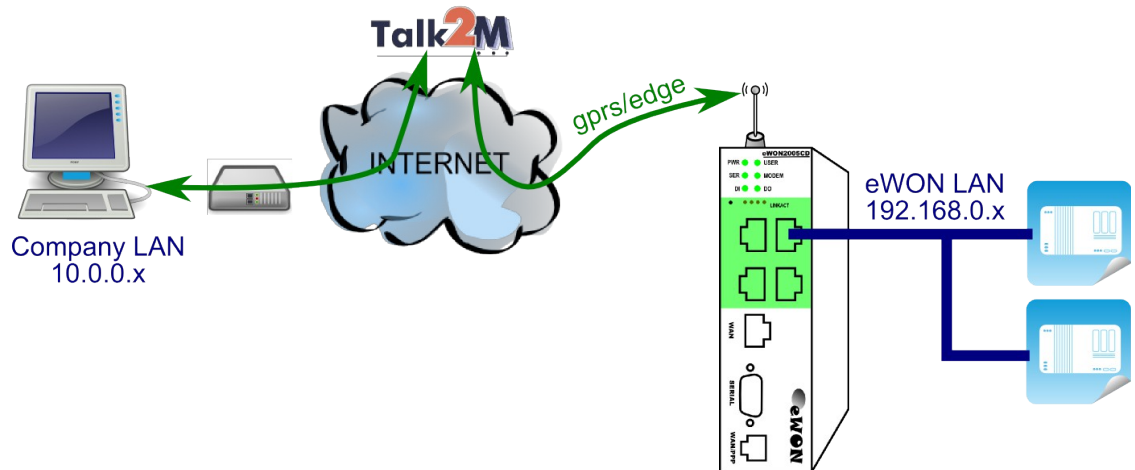 Talk2M
gprs/edge
INTERNET
Company LAN
10.0.0.x
eWON2005CD
PWR USER
SER MODEM
DI DO
LINK/ACT
eWON LAN
192.168.0.x
WAN
SERIAL
eWON
WAN/PPP